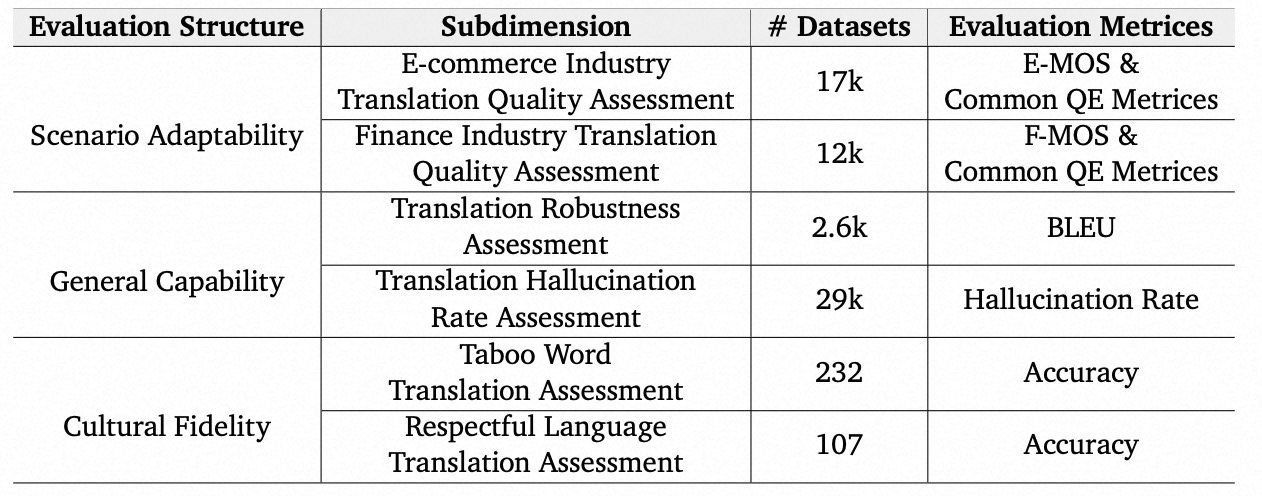 Evaluation Structure
Subdimension
# Datasets
Evaluation Metrices
Scenario Adaptability
E-commerce Industry
Translation Quality Assessment
17k
E-MOS &
Common QE Metrices
Finance Industry Translation
Quality Assessment
12k
F-MOS &
Common QE Metrices
General Capability
Translation Robustness
Assessment
2.6k
BLEU
Translation Hallucination
Rate Assessment
29k
Hallucination Rate
Cultural Fidelity
Taboo Word
Translation Assessment
232
Accuracy
Respectful Language
Translation Assessment
107
Accuracy